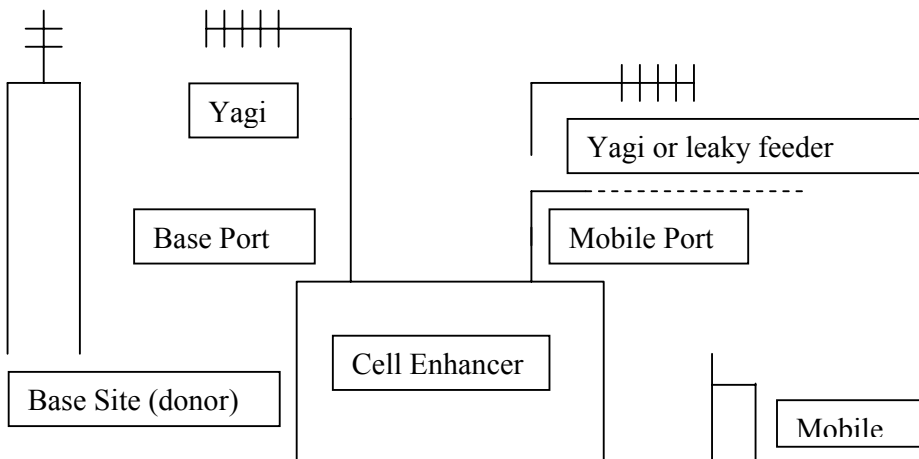 Yagi
Yagi or leaky feeder
Base Port
Mobile Port
Cell Enhancer
Base Site (donor)
Mobile